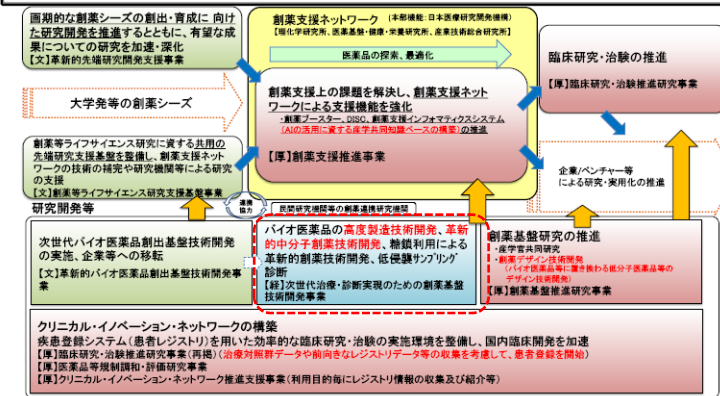 画期的な創薬シーズの創出・育成に 向け
た研究開発を推進するとともに、有望な成
果についての研究を加速・深化
【文】革新的先端研究開発支援事業
大学発等の創薬シーズ
創薬等ライフサイエンス研究に資する共用の
先端研究支援基盤を整備し、創薬支援ネット
ワークの技術の補完や研究機関等による研究
の支援
【文】創薬等ライフサイエンス研究支援基盤事業
創薬支援ネットワーク (本部機能:日本医療研究開発機構)
【理化学研究所、医薬基盤・健康・栄養研究所、産業技術総合研究所】
医薬品の探索、最適化
創薬支援上の課題を解決し、創薬支援ネット
ワークによる支援機能を強化
・創薬ブースター、DISC、創薬支援インフォマティクスシステム
(AIの活用に資する産学共同知識ベースの構築)の推進
【厚】創薬支援推進事業
臨床研究・治験の推進
【厚】臨床研究・治験推進研究事業
企業/ベンチャー等
による研究・実用化の推進
連携
協力
民間研究機関等の創薬連携研究機関
研究開発等
次世代バイオ医薬品創出基盤技術開発
の実施、企業等への移転
【文】革新的バイオ医薬品創出基盤技術開発事
業
バイオ医薬品の高度製造技術開発、革新
的中分子創薬技術開発、糖鎖利用による
革新的創薬技術開発、低侵襲サンプリング
診断
【経】次世代治療・診断実現のための創薬基盤
技術開発事業
創薬基盤研究の推進
・産学官共同研究
・創薬デザイン技術開発
(バイオ医薬品等に置き換わる低分子医薬品等の
デザイン技術開発)
【厚】創薬基盤推進研究事業
クリニカル・イノベーション・ネットワークの構築
疾患登録システム(患者レジストリ)を用いた効率的な臨床研究・治験の実施環境を整備し、国内臨床開発を加速
【厚】臨床研究・治験推進研究事業(再掲)(治療対照群データや前向きなレジストリデータ等の収集を考慮して、患者登録を開始)
【厚】医薬品等規制調和・評価研究事業
【厚】クリニカル・イノベーション・ネットワーク推進支援事業(利用目的毎にレジストリ情報の収集及び紹介等)